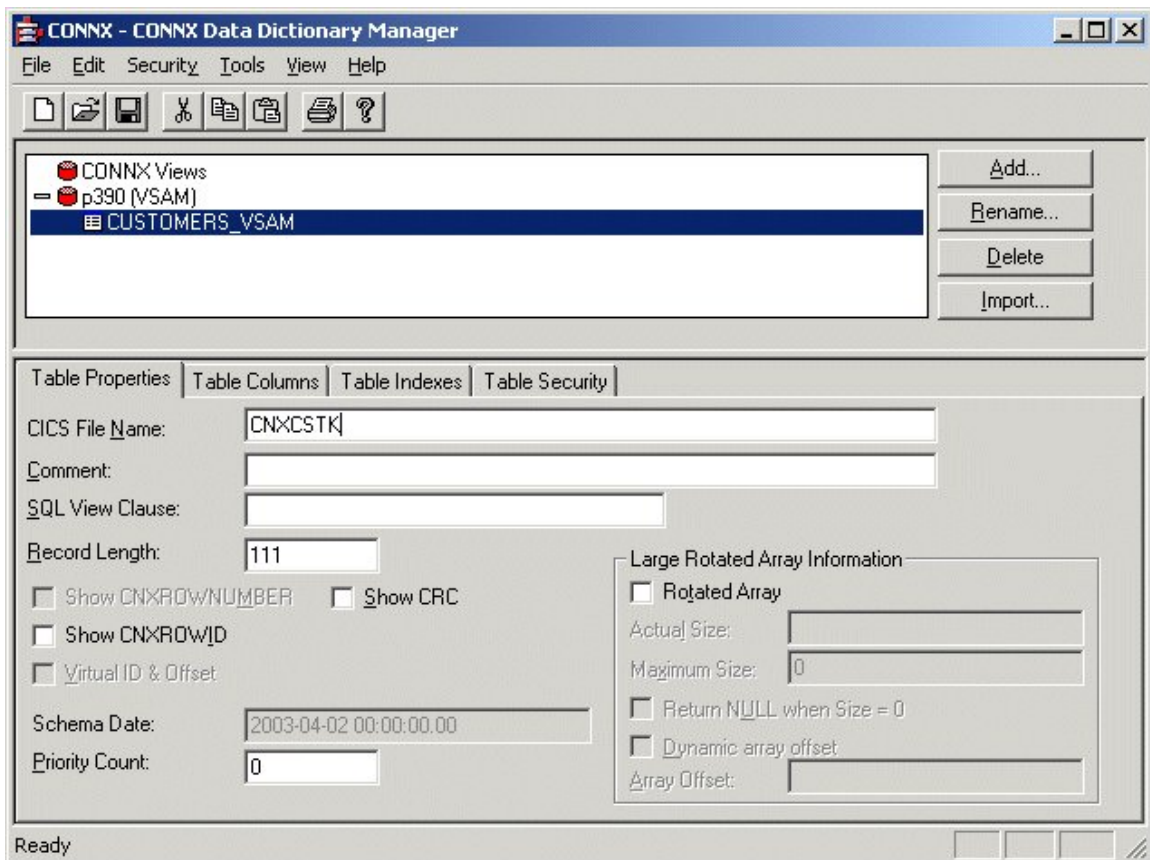 CONNX - CONNX Data Dictionary Manager
File Edit Security Tools View Help
CONNX Views
p390 (VSAM)
CUSTOMERS_VSAM
Add...
Rename...
Delete
Import...
Table Properties Table Columns Table Indexes Table Security
CICS File Name: CNXCSTK
Comment:
SQL View Clause:
Record Length: 111
Show CNXROWNUMBER Show CRC
Show CNXROWID
Virtual ID & Offset
Schema Date: 2003-04-02 00:00:00.00
Priority Count: 0
Large Rotated Array Information
Rotated Array
Actual Size:
Maximum Size: 0
Return NULL when Size = 0
Dynamic array offset
Array Offset:
Ready